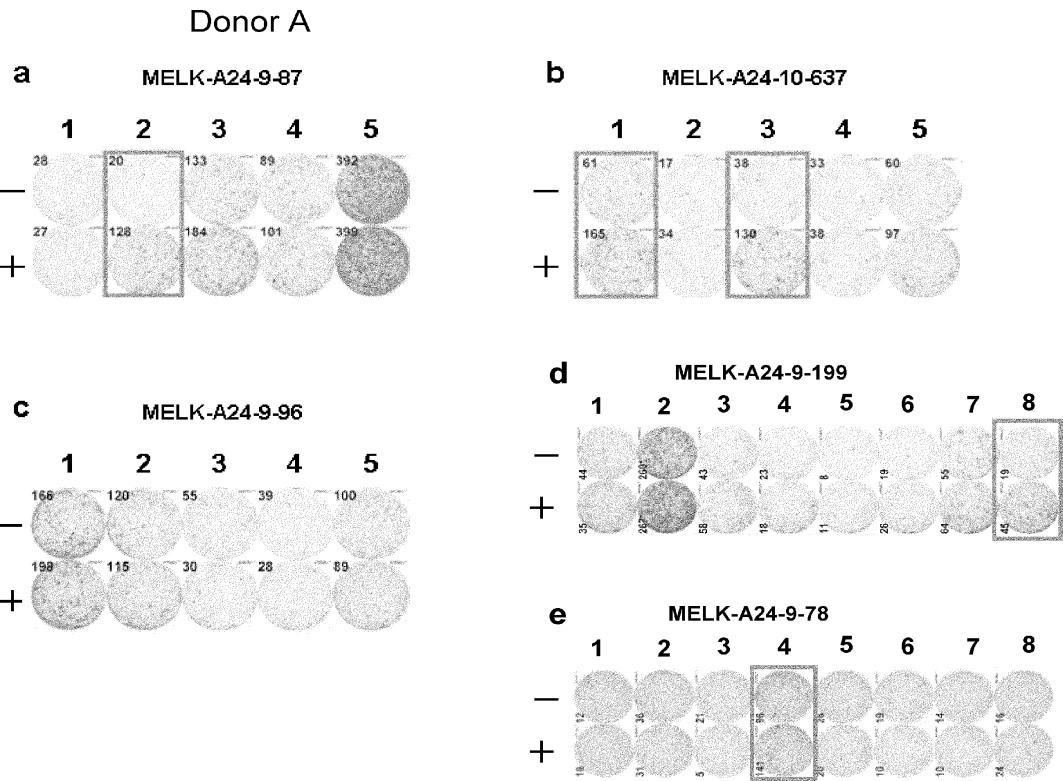 Donor A
a
MELK-A24-9-87
1 2 3 4 5
28 20 133 89 392
−
27 128 184 101 399
+
b
MELK-A24-10-637
1 2 3 4 5
61 17 38 33 60
−
165 34 130 38 97
+
c
MELK-A24-9-96
1 2 3 4 5
166 120 55 39 100
−
198 115 30 28 89
+
d
MELK-A24-9-199
1 2 3 4 5 6 7 8
−
44 43 23 8 19 55 19
+
35 58 18 11 26 64 45
e
MELK-A24-9-78
1 2 3 4 5 6 7 8
−
12 36 21 96 19 14 16
+
31 5 141 10 24